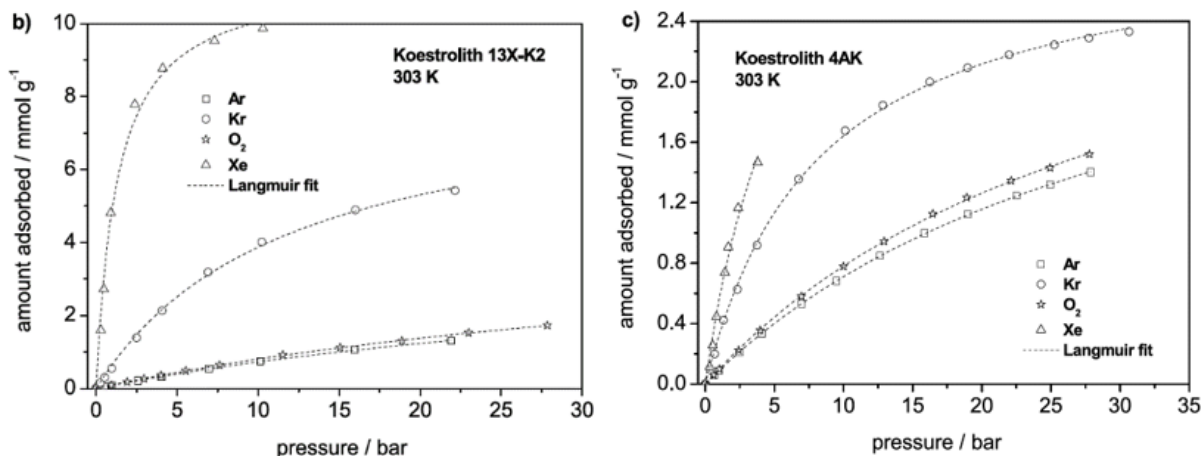 b)
10
8
6
4
2
0
amount adsorbed / mmol g⁻¹
Koestrolith 13X-K2
303 K
Ar
Kr
O₂
Xe
Langmuir fit
0 5 10 15 20 25 30
pressure / bar
c)
2.4
2.0
1.6
1.2
0.8
0.4
0.0
amount adsorbed / mmol g⁻¹
Koestrolith 4AK
303 K
Ar
Kr
O₂
Xe
Langmuir fit
0 5 10 15 20 25 30 35
pressure / bar